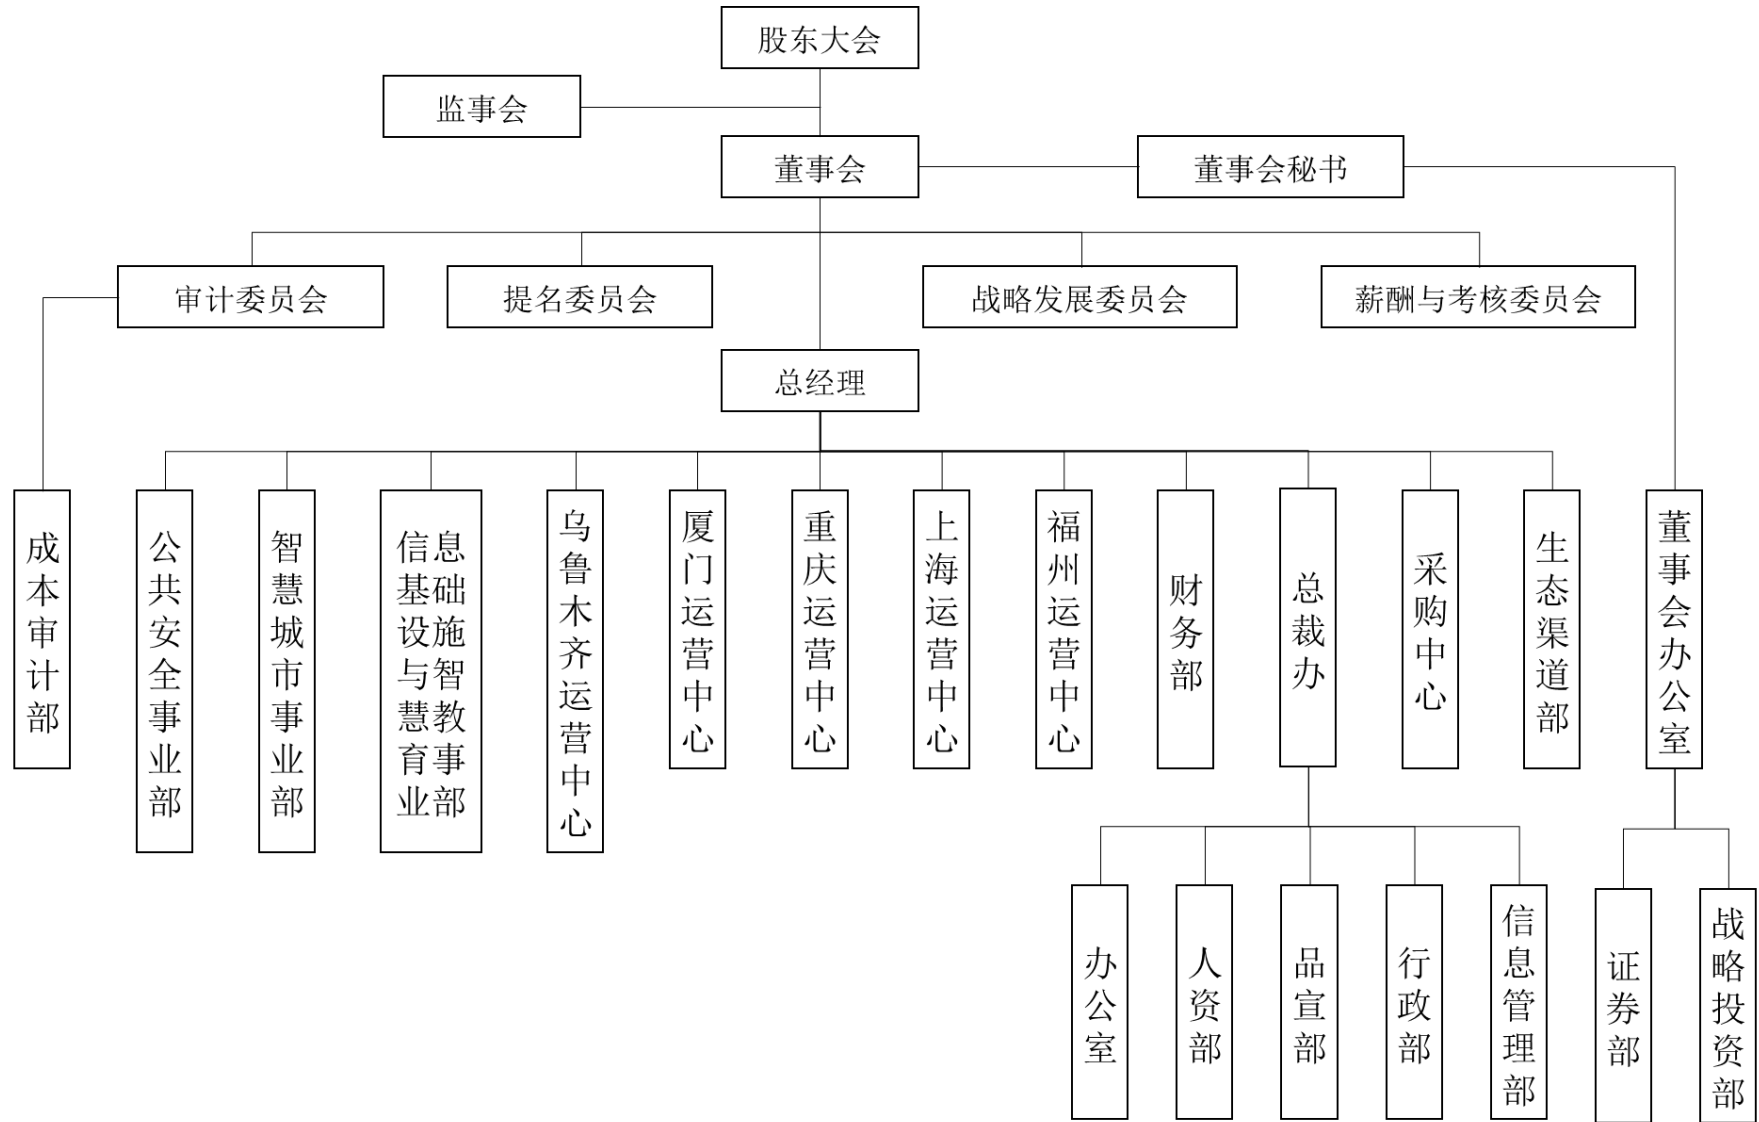 股东大会
监事会
董事会
董事会秘书
审计委员会
提名委员会
战略发展委员会
薪酬与考核委员会
总经理
成本审计部
公共安全事业部
智慧城市事业部
信息
基础
设施
与智
慧教
育事
业部
乌鲁木齐运营中心
厦门运营中心
重庆运营中心
上海运营中心
福州运营中心
财务部
总裁办
采购中心
生态渠道部
董事会办公室
办公室
人资部
品宣部
行政部
信息管理部
证券部
战略投资部